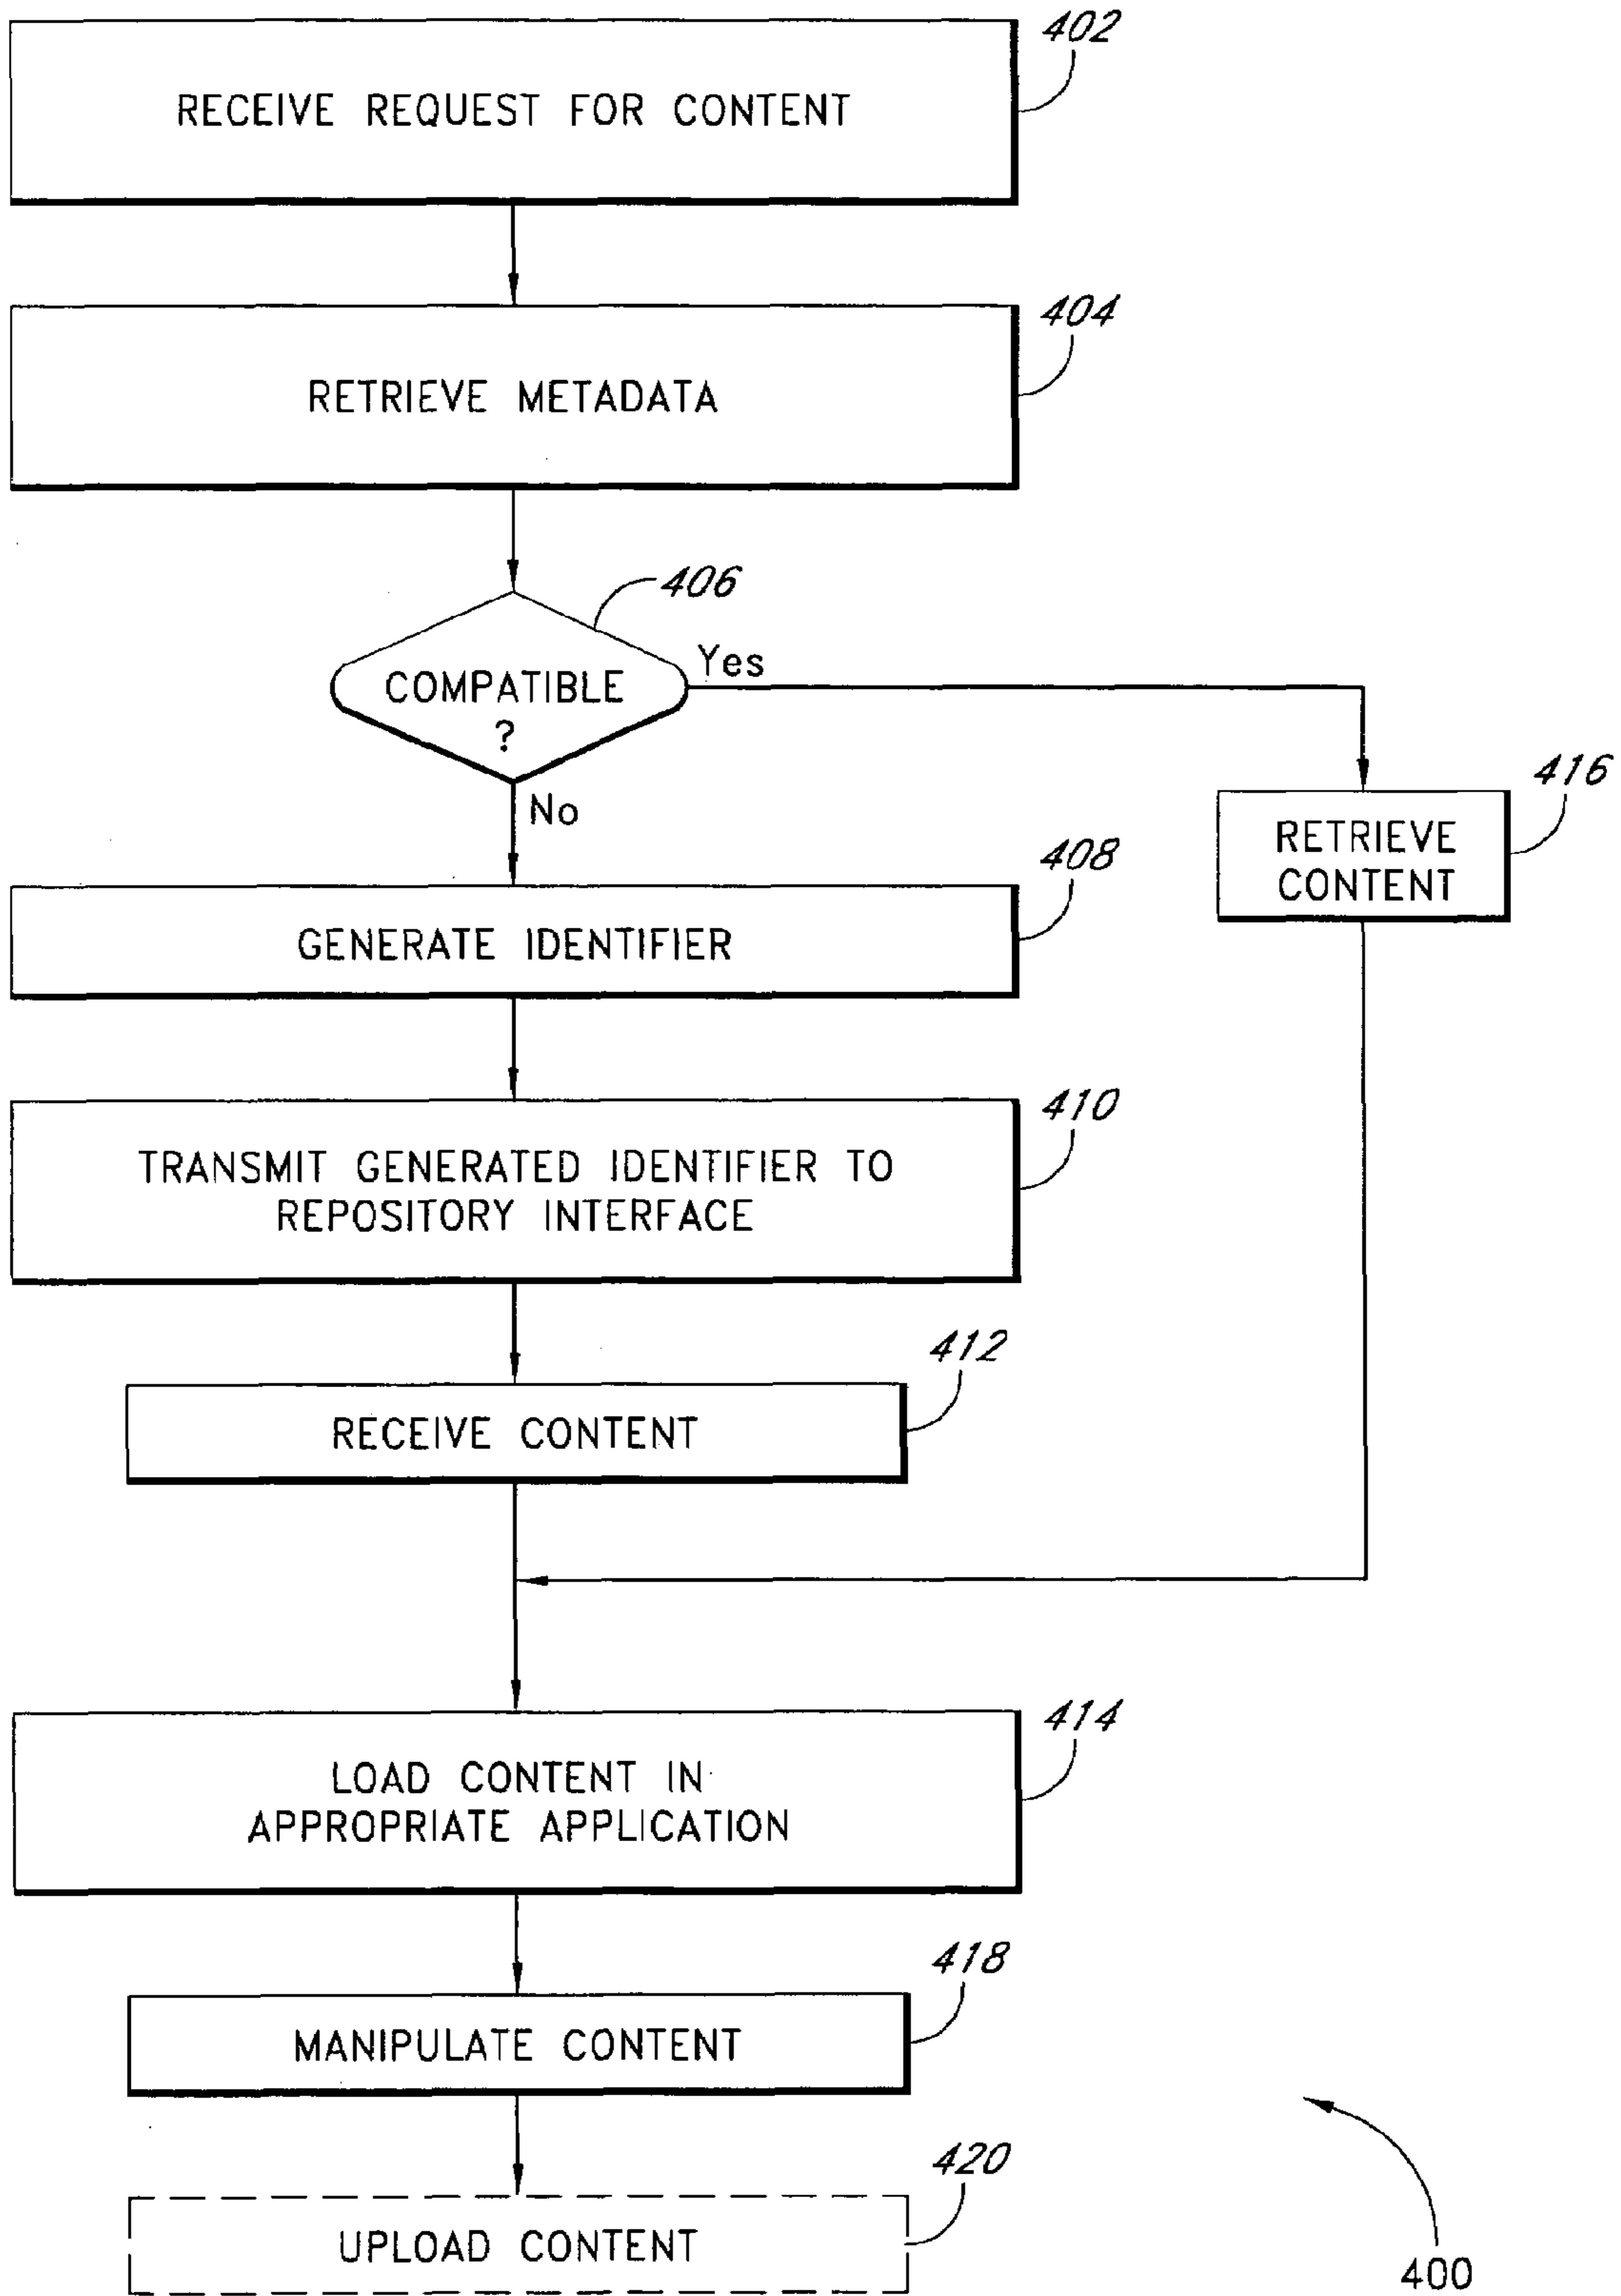 402
RECEIVE REQUEST FOR CONTENT
404
RETRIEVE METADATA
406
COMPATIBLE
?
Yes
No
416
RETRIEVE
CONTENT
408
GENERATE IDENTIFIER
410
TRANSMIT GENERATED IDENTIFIER TO
REPOSITORY INTERFACE
412
RECEIVE CONTENT
414
LOAD CONTENT IN
APPROPRIATE APPLICATION
418
MANIPULATE CONTENT
420
UPLOAD CONTENT
400